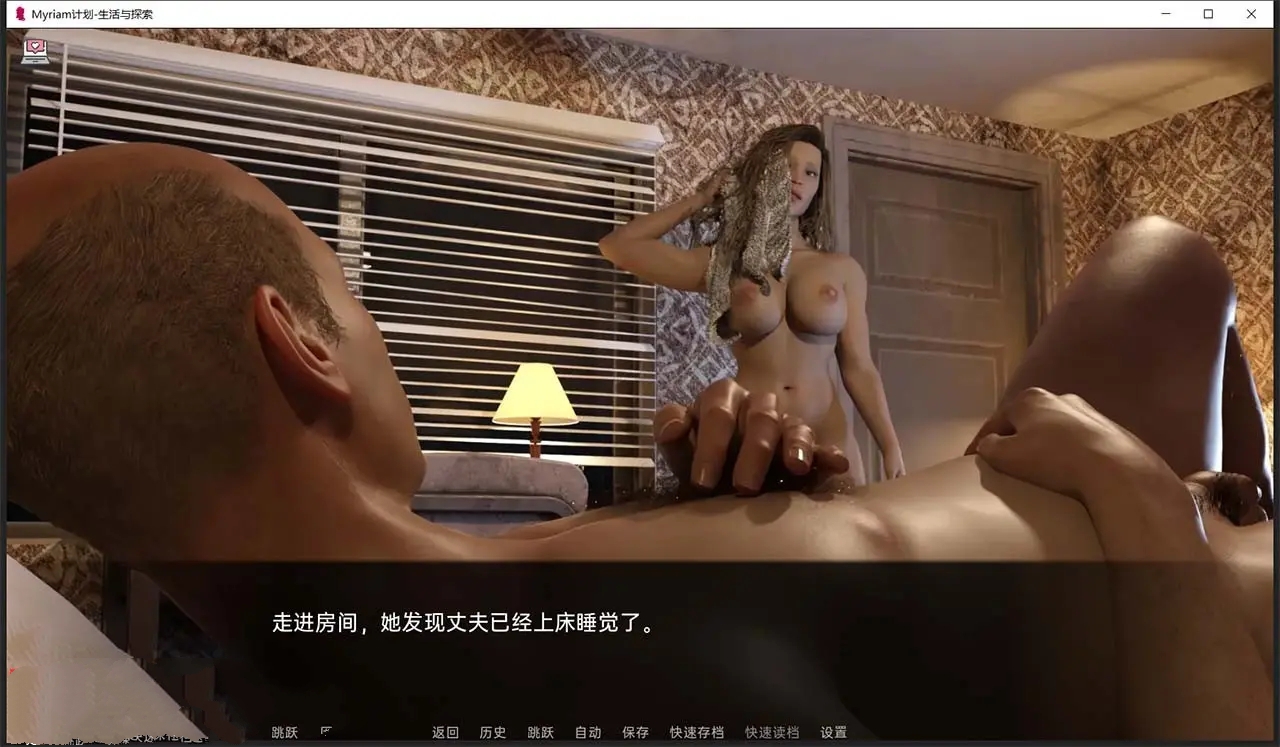 Myriam计划-生活与探索
走进房间，她发现丈夫已经上床睡觉了。
跳跃 返回 历史 跳跃 自动 保存 快速存档 快速读档 设置